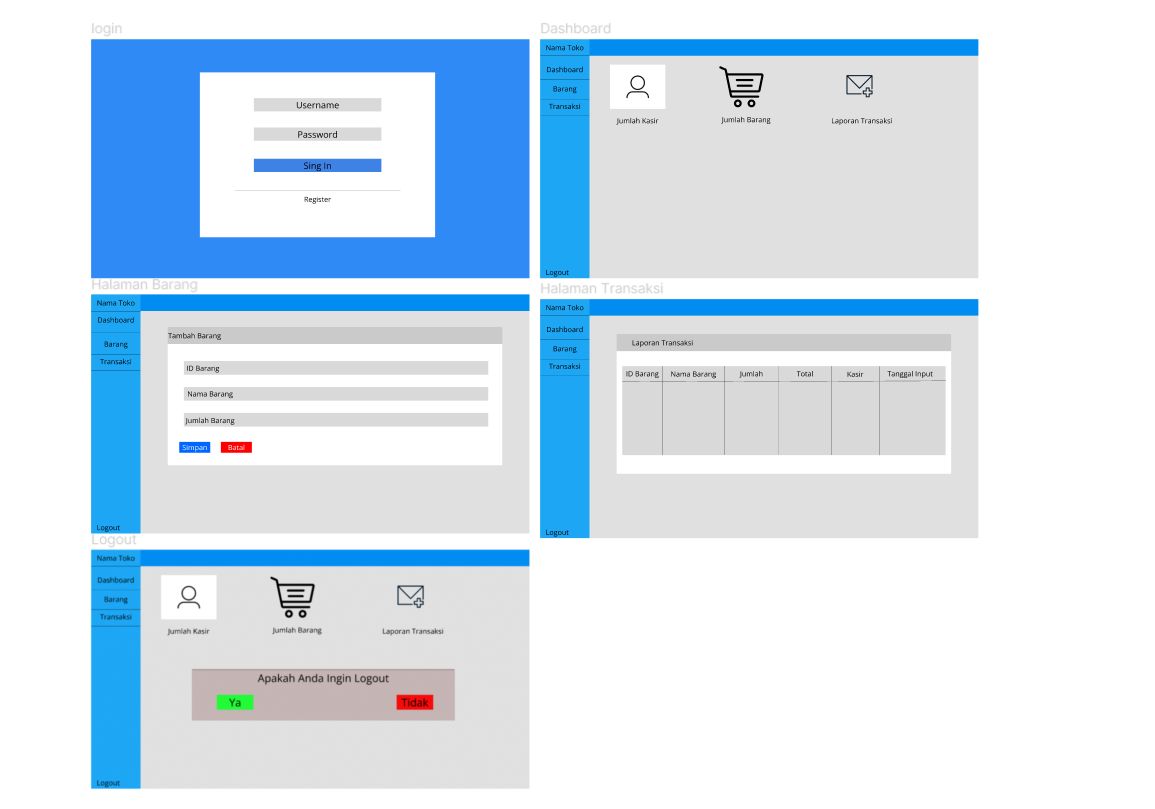 login
Username
Password
Sing In
Register
Dashboard
Nama Toko
Dashboard
Barang
Transaksi
Jumlah Kasir
Jumlah Barang
Laporan Transaksi
Logout
Halaman Barang
Nama Toko
Dashboard
Barang
Transaksi
Tambah Barang
ID Barang
Nama Barang
Jumlah Barang
Simpan
Batal
Logout
Halaman Transaksi
Nama Toko
Dashboard
Barang
Transaksi
Laporan Transaksi
ID Barang
Nama Barang
Jumlah
Total
Kasir
Tanggal Input
Logout
Logout
Nama Toko
Dashboard
Barang
Transaksi
Jumlah Kasir
Jumlah Barang
Laporan Transaksi
Apakah Anda Ingin Logout
Ya
Tidak
Logout